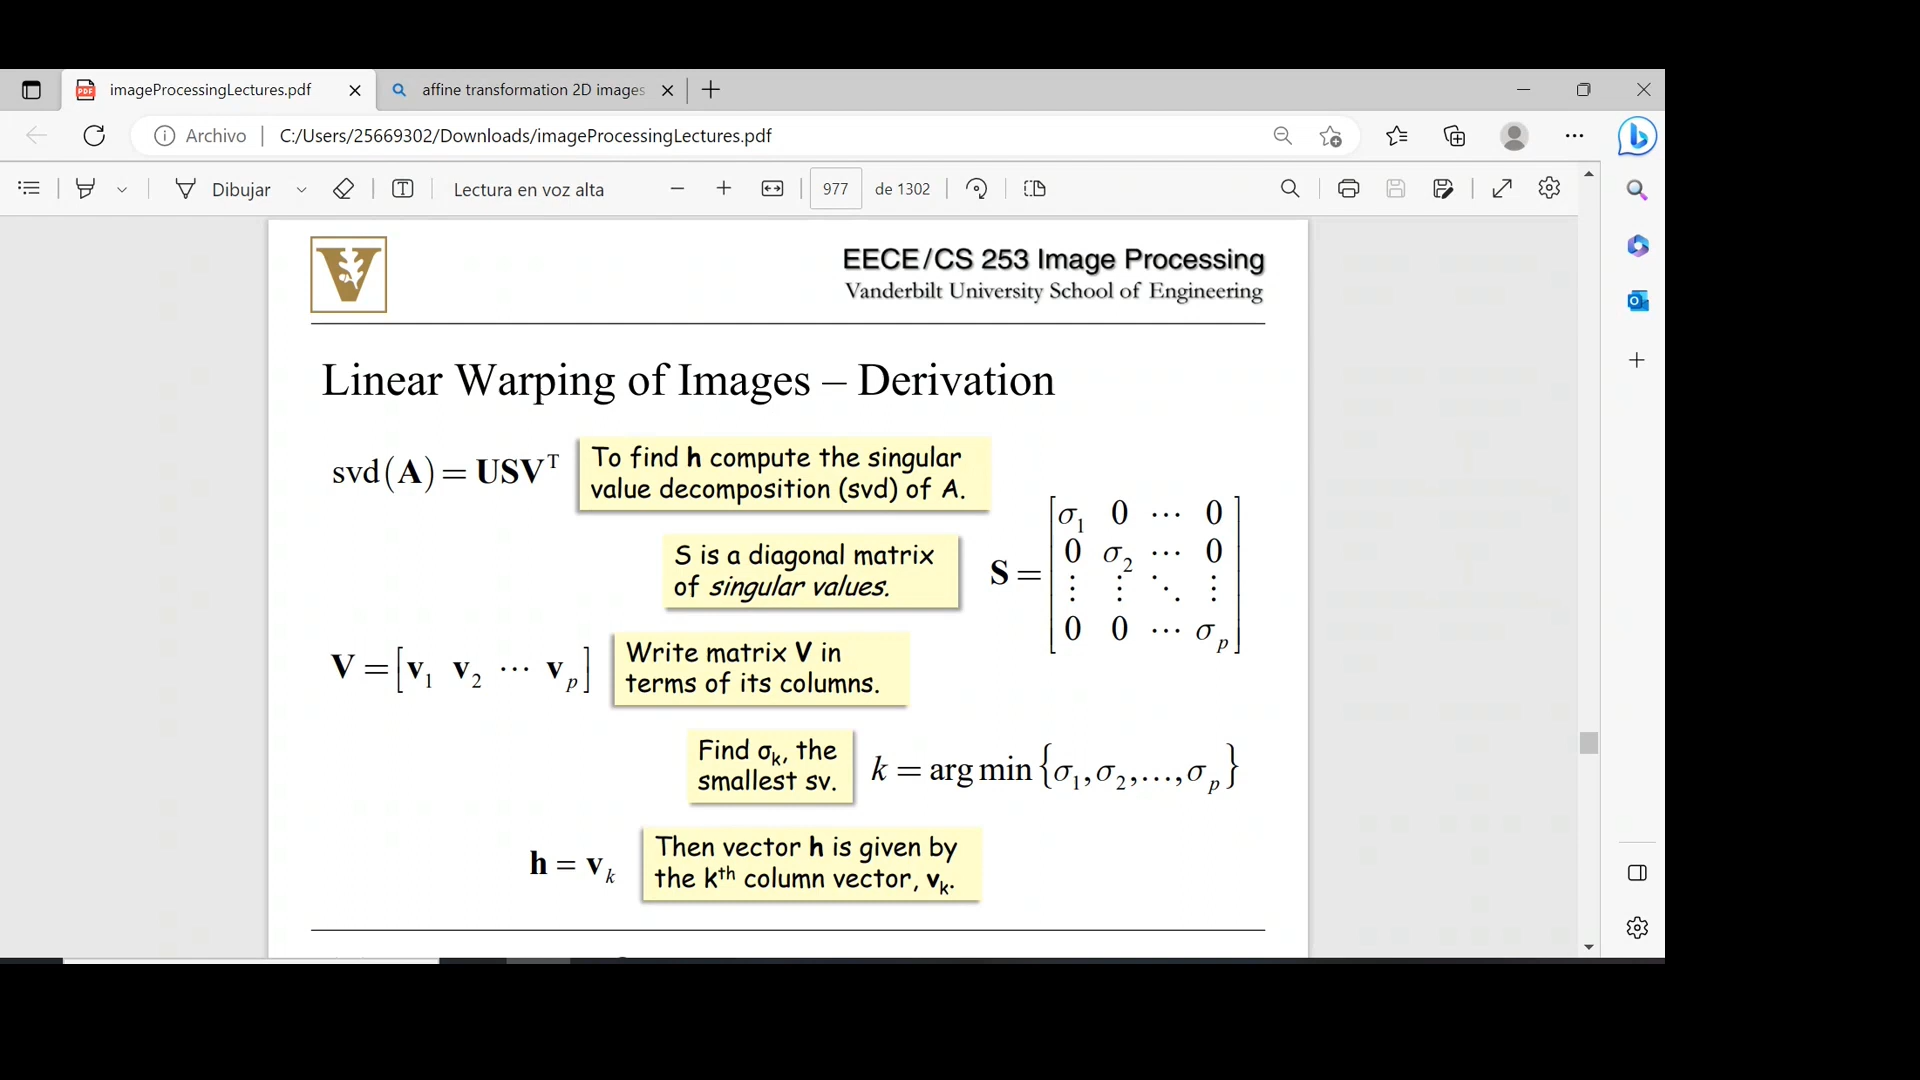 imageProcessingLectures.pdf
affine transformation 2D images
Archivo
C:/Users/25669302/Downloads/imageProcessingLectures.pdf
Dibujar
Lectura en voz alta
977
de 1302
V
EECE/CS 253 Image Processing
Vanderbilt University School of Engineering
Linear Warping of Images – Derivation
svd(A) = USVᵀ
To find h compute the singular
value decomposition (svd) of A.
S is a diagonal matrix
of singular values.
S = [σ₁ 0 ⋯ 0
0 σ₂ ⋯ 0
⋮ ⋮ ⋱ ⋮
0 0 ⋯ σₚ]
V = [v₁ v₂ ⋯ vₚ]
Write matrix V in
terms of its columns.
Find σₖ, the
smallest sv.
k = arg min {σ₁, σ₂, …, σₚ}
h = vₖ
Then vector h is given by
the kᵗʰ column vector, vₖ.